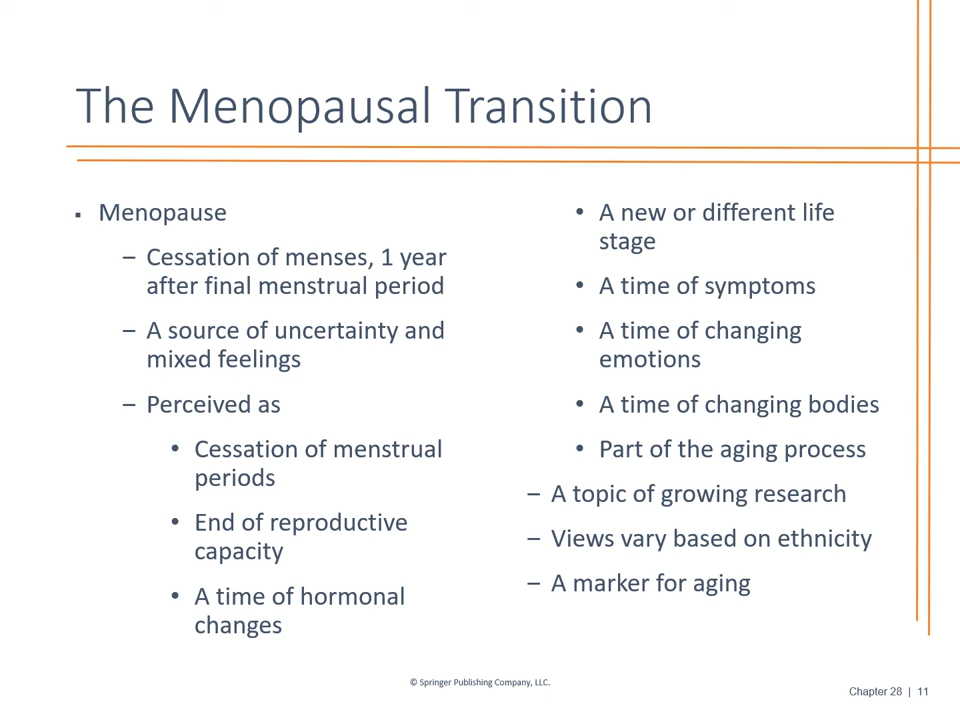 The Menopausal Transition
▪ Menopause
– Cessation of menses, 1 year
after final menstrual period
– A source of uncertainty and
mixed feelings
– Perceived as
• Cessation of menstrual
periods
• End of reproductive
capacity
• A time of hormonal
changes
• A new or different life
stage
• A time of symptoms
• A time of changing
emotions
• A time of changing bodies
• Part of the aging process
– A topic of growing research
– Views vary based on ethnicity
– A marker for aging
© Springer Publishing Company, LLC.
Chapter 28 | 11